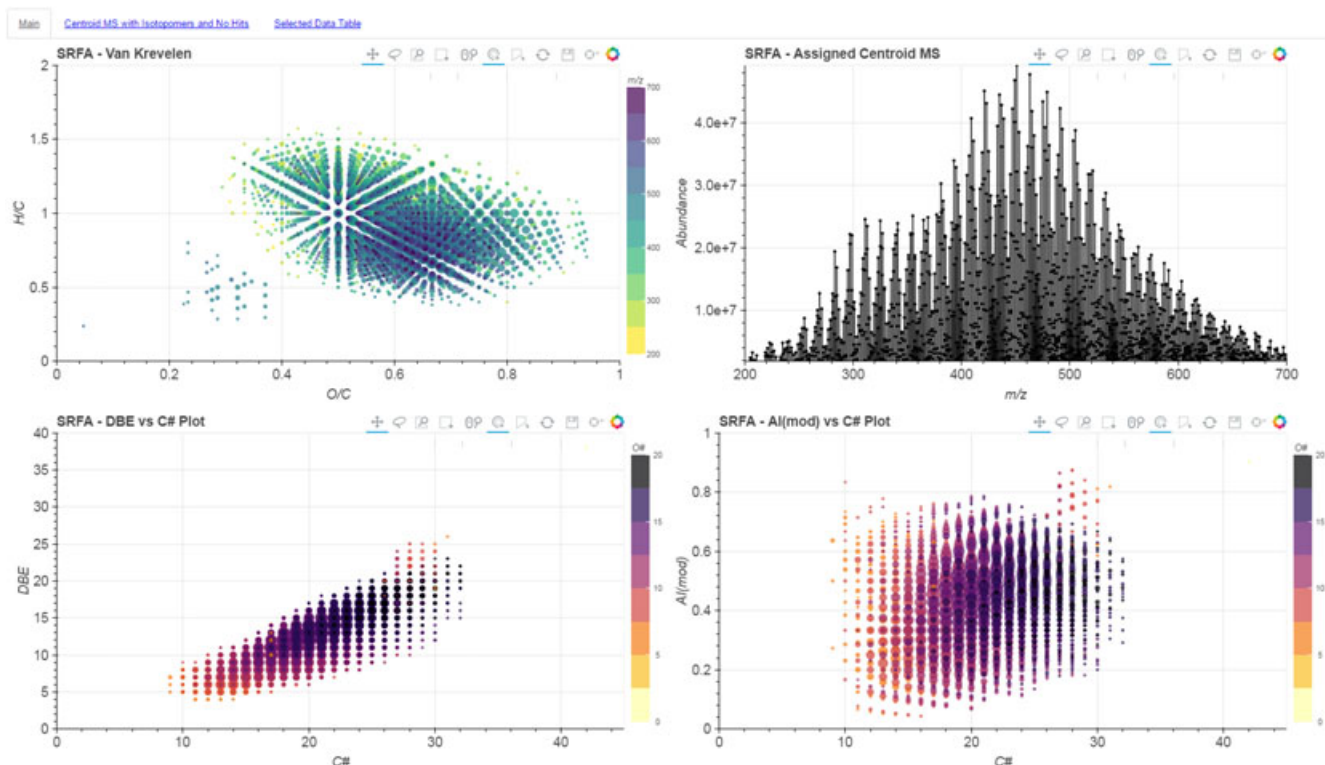 Main Centroid MS with Isotopomers and No Hits Selected Data Table
SRFA - Van Krevelen
2
1.5
1
0.5
0
H/C
0 0.2 0.4 0.6 0.8 1
O/C
m/z
700
600
500
400
300
200
SRFA - Assigned Centroid MS
4.0e+7
3.0e+7
2.0e+7
1.0e+7
Abundance
200 300 400 500 600 700
m/z
SRFA - DBE vs C# Plot
40
35
30
25
20
15
10
5
0
DBE
0 10 20 30 40
C#
O#
20
15
10
5
0
SRFA - AI(mod) vs C# Plot
1
0.8
0.6
0.4
0.2
0
AI(mod)
0 10 20 30 40
C#
O#
20
15
10
5
0